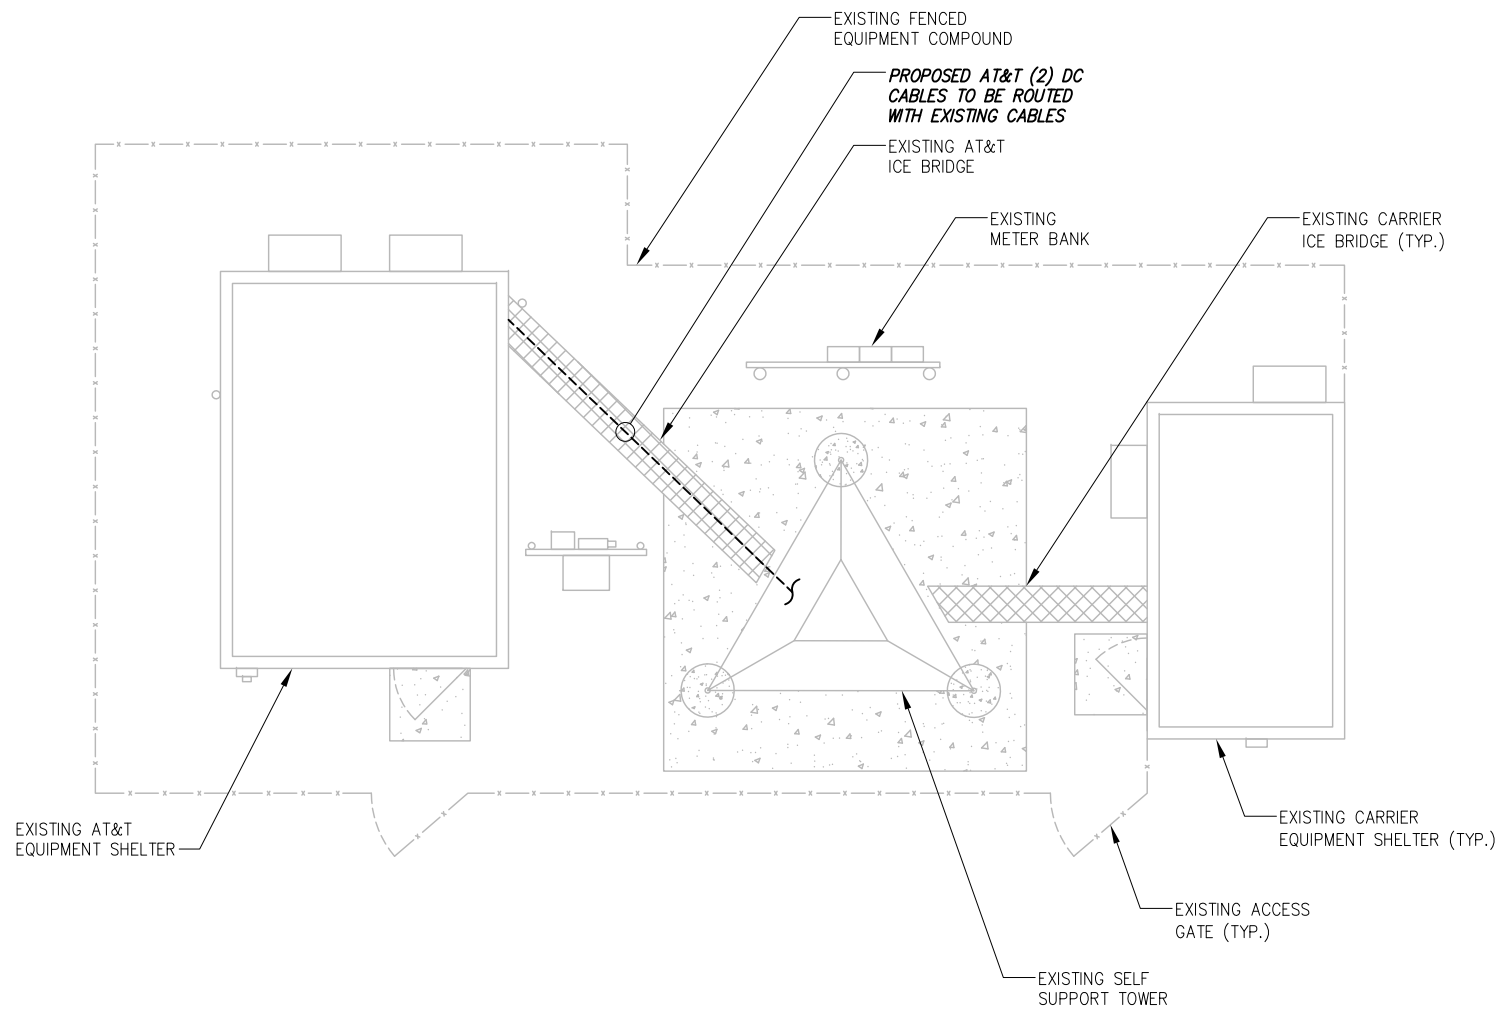 EXISTING FENCED
EQUIPMENT COMPOUND
PROPOSED AT&T (2) DC
CABLES TO BE ROUTED
WITH EXISTING CABLES
EXISTING AT&T
ICE BRIDGE
EXISTING
METER BANK
EXISTING CARRIER
ICE BRIDGE (TYP.)
EXISTING AT&T
EQUIPMENT SHELTER
EXISTING CARRIER
EQUIPMENT SHELTER (TYP.)
EXISTING ACCESS
GATE (TYP.)
EXISTING SELF
SUPPORT TOWER